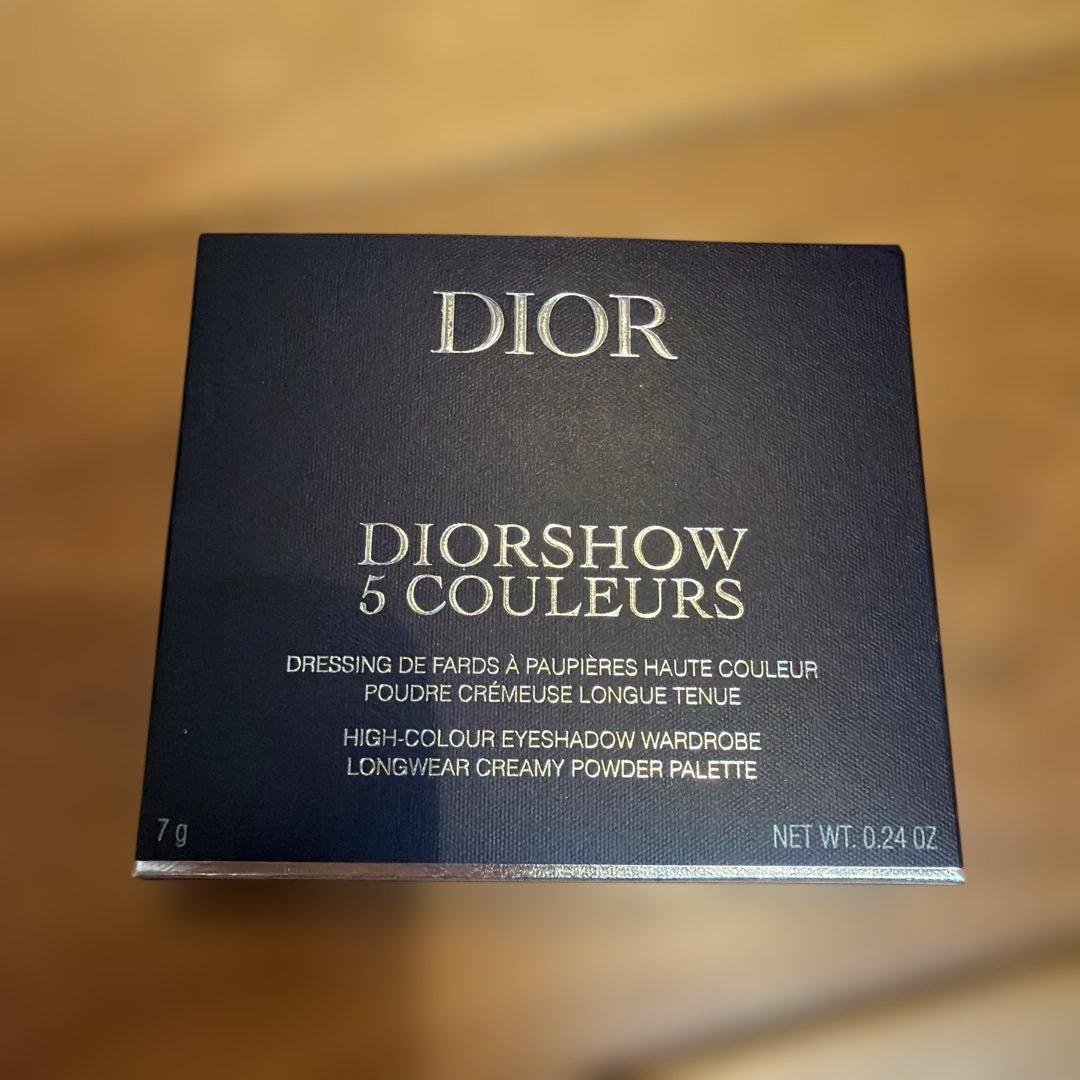 DIOR
DIORSHOW
5 COULEURS
DRESSING DE FARDS À PAUPIÈRES HAUTE COULEUR
POUDRE CRÉMEUSE LONGUE TENUE
HIGH-COLOUR EYESHADOW WARDROBE
LONGWEAR CREAMY POWDER PALETTE
7 g
NET WT. 0.24 OZ